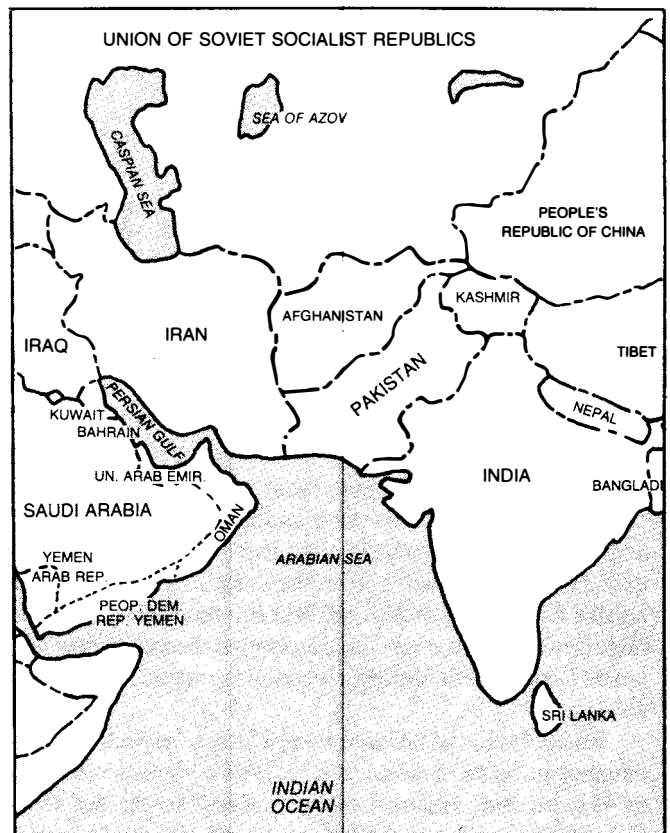 UNION OF SOVIET SOCIALIST REPUBLICS
SEA OF AZOV
CASPIAN SEA
PEOPLE'S
REPUBLIC OF CHINA
KASHMIR
AFGHANISTAN
IRAN
IRAQ
TIBET
PAKISTAN
NEPAL
KUWAIT
BAHRAIN
PERSIAN GULF
UN. ARAB EMIR.
INDIA
BANGLADE
SAUDI ARABIA
OMAN
ARABIAN SEA
YEMEN
ARAB REP.
PEOP. DEM.
REP. YEMEN
SRI LANKA
INDIAN
OCEAN